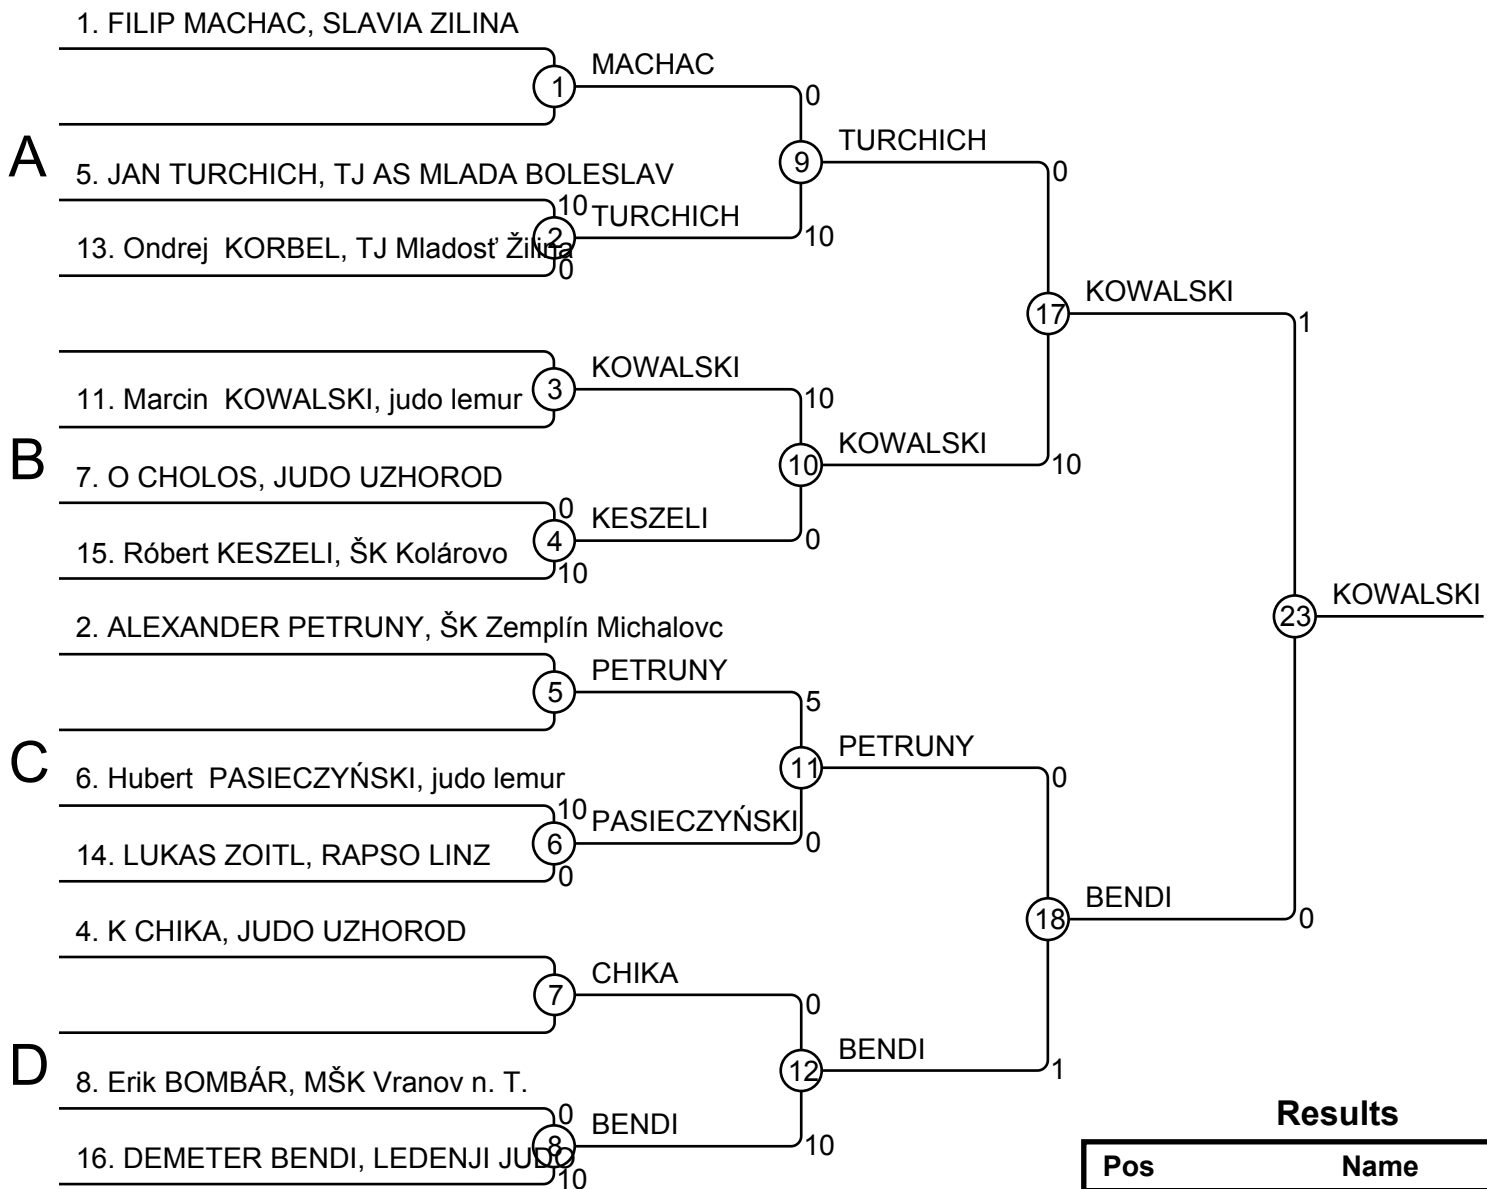 1. FILIP MACHAC, SLAVIA ZILINA
1
MACHAC
0
A
5. JAN TURCHICH, TJ AS MLADA BOLESLAV
10
13. Ondrej  KORBEL, TJ Mladosť Žilina
0
2
TURCHICH
10
9
TURCHICH
0
11. Marcin  KOWALSKI, judo lemur
3
KOWALSKI
10
B
7. O CHOLOS, JUDO UZHOROD
0
15. Róbert KESZELI, ŠK Kolárovo
10
4
KESZELI
0
10
KOWALSKI
10
17
KOWALSKI
1
2. ALEXANDER PETRUNY, ŠK Zemplín Michalovc
5
PETRUNY
5
C
6. Hubert  PASIECZYŃSKI, judo lemur
10
14. LUKAS ZOITL, RAPSO LINZ
0
6
PASIECZYŃSKI
0
11
PETRUNY
0
4. K CHIKA, JUDO UZHOROD
7
CHIKA
0
D
8. Erik BOMBÁR, MŠK Vranov n. T.
0
16. DEMETER BENDI, LEDENJI JUDO
10
8
BENDI
10
12
BENDI
1
18
BENDI
0
23
KOWALSKI
Results
Pos Name